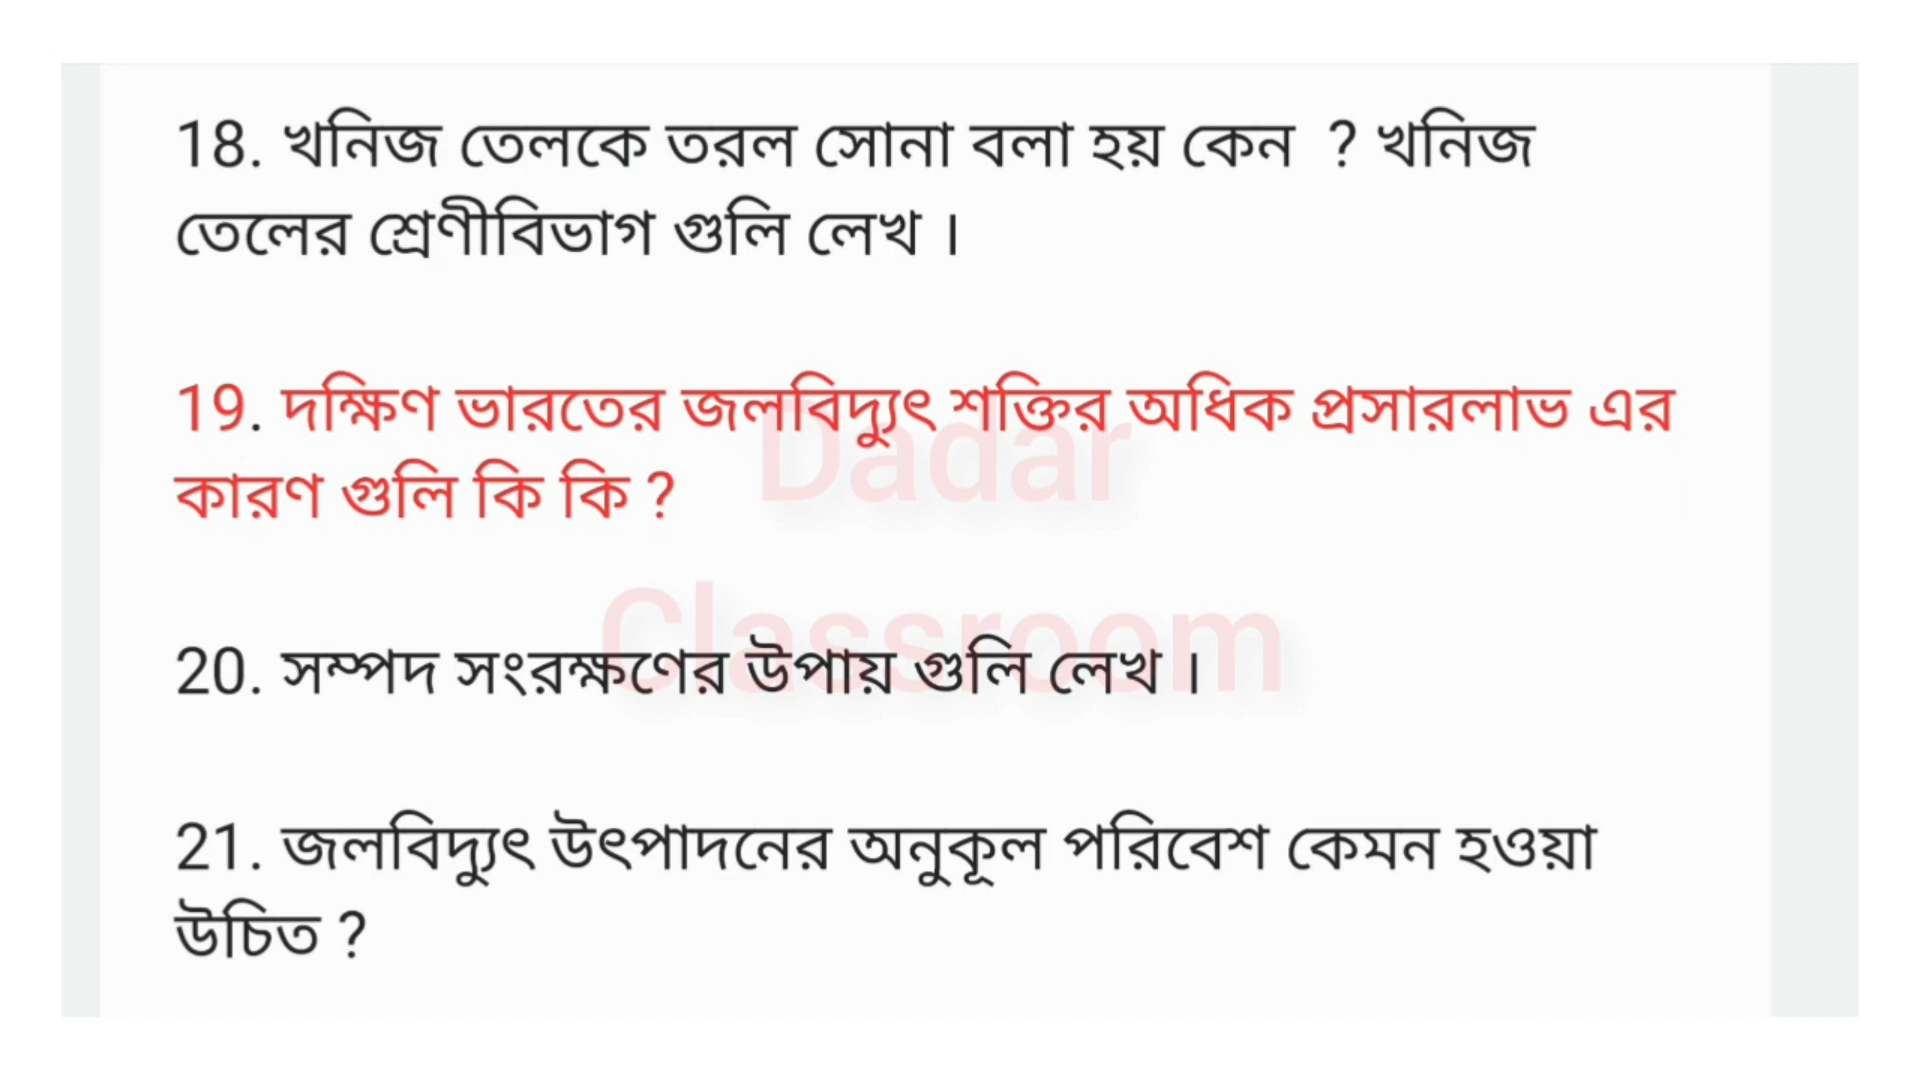 18. খনিজ তেলকে তরল সোনা বলা হয় কেন ? খনিজ
তেলের শ্রেণীবিভাগ গুলি লেখ ।
19. দক্ষিণ ভারতের জলবিদ্যুৎ শক্তির অধিক প্রসারলাভ এর
কারণ গুলি কি কি ?
Dadar
Classroom
20. সম্পদ সংরক্ষণের উপায় গুলি লেখ ।
21. জলবিদ্যুৎ উৎপাদনের অনুকূল পরিবেশ কেমন হওয়া
উচিত ?